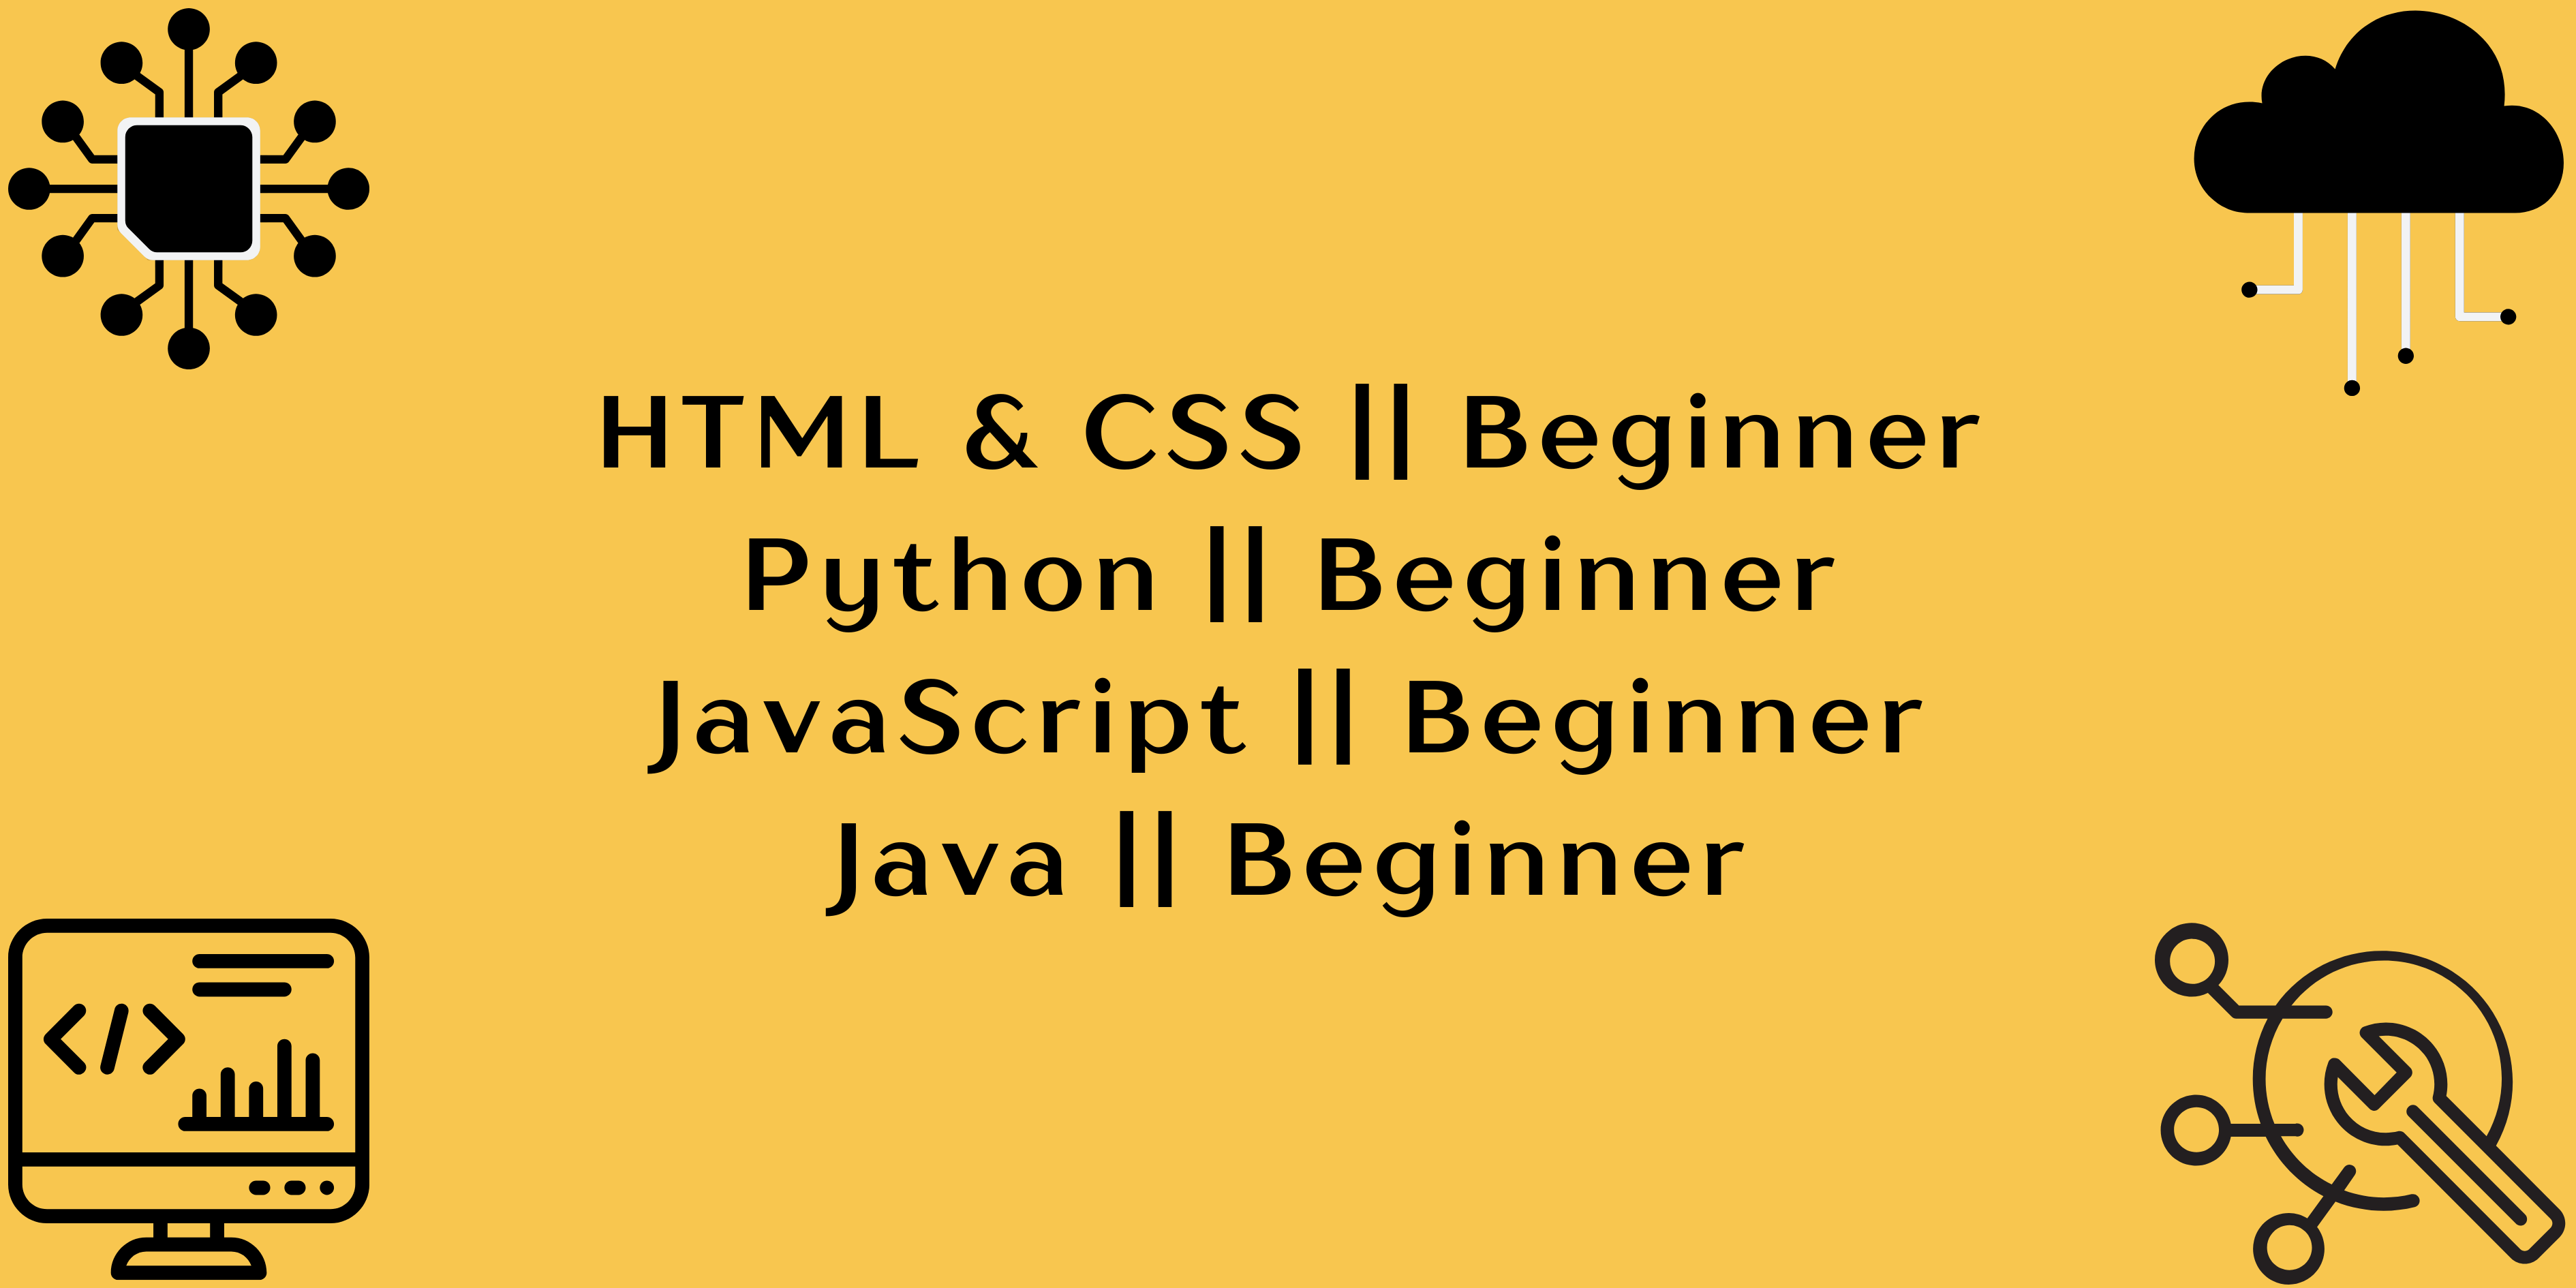 HTML & CSS || Beginner
Python || Beginner
JavaScript || Beginner
Java || Beginner